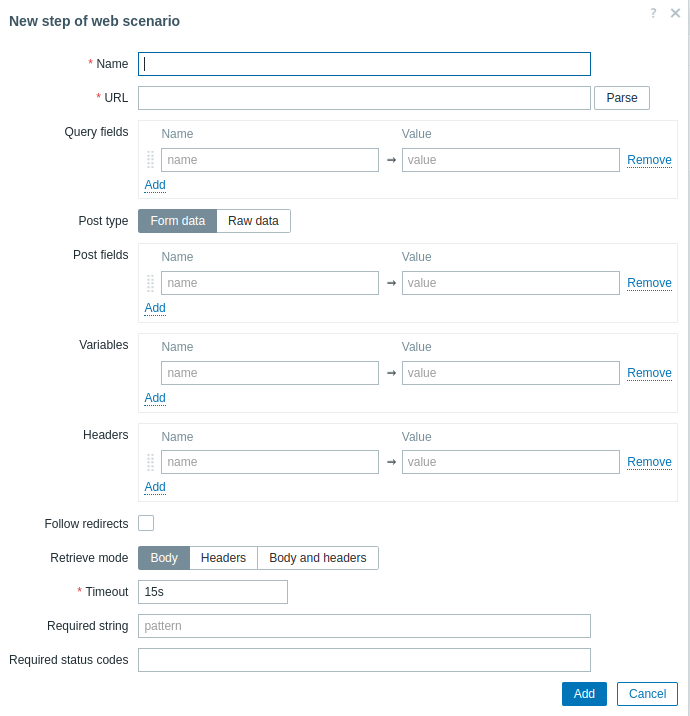 New step of web scenario ? ✕
* Name
* URL Parse
Query fields Name Value
name → value Remove
Add
Post type Form data Raw data
Post fields Name Value
name → value Remove
Add
Variables Name Value
name → value Remove
Add
Headers Name Value
name → value Remove
Add
Follow redirects
Retrieve mode Body Headers Body and headers
* Timeout 15s
Required string pattern
Required status codes
Add Cancel